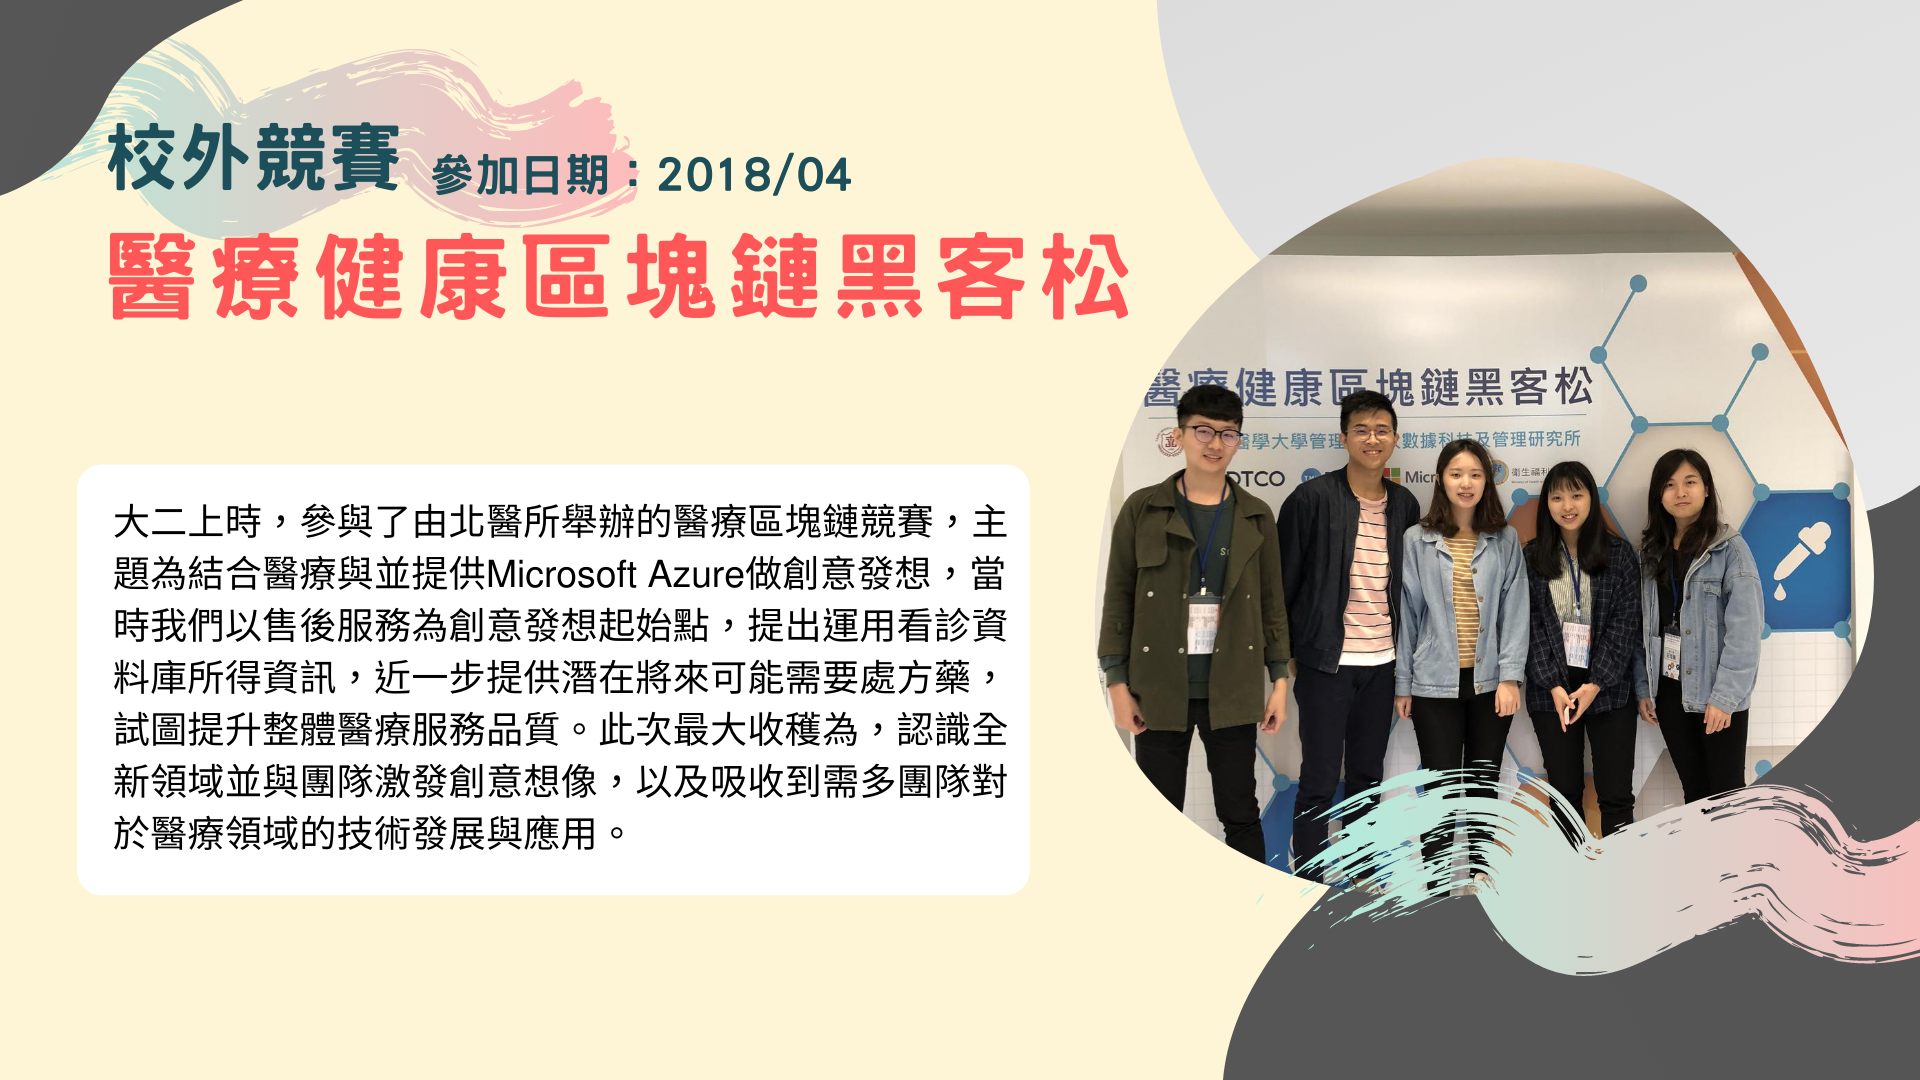 校外競賽 參加日期：2018/04
醫療健康區塊鏈黑客松
大二上時，參與了由北醫所舉辦的醫療區塊鏈競賽，主
題為結合醫療與並提供Microsoft Azure做創意發想，當
時我們以售後服務為創意發想起始點，提出運用看診資
料庫所得資訊，近一步提供潛在將來可能需要處方藥，
試圖提升整體醫療服務品質。此次最大收穫為，認識全
新領域並與團隊激發創意想像，以及吸收到需多團隊對
於醫療領域的技術發展與應用。
醫療健康區塊鏈黑客松
醫學大學管理 數據科技及管理研究所
OTCO Micr 衛生福利